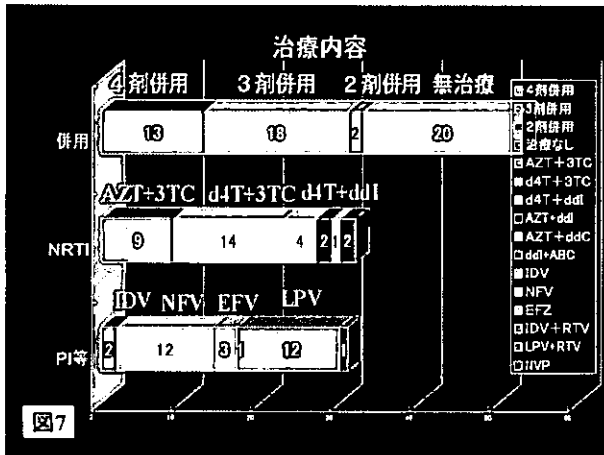 治療内容
4剤併用 3剤併用 2剤併用 無治療
併用 13 18 2 20
AZT+3TC d4T+3TC d4T+ddI
NRTI 9 14 4 2 1 2
IDV NFV EFV LPV
PI等 2 12 3 1 12 1
4剤併用
3剤併用
2剤併用
治療なし
AZT+3TC
d4T+3TC
d4T+ddI
AZT+ddI
AZT+ddC
ddI+ABC
IDV
NFV
EFZ
IDV+RTV
LPV+RTV
NVP
図7